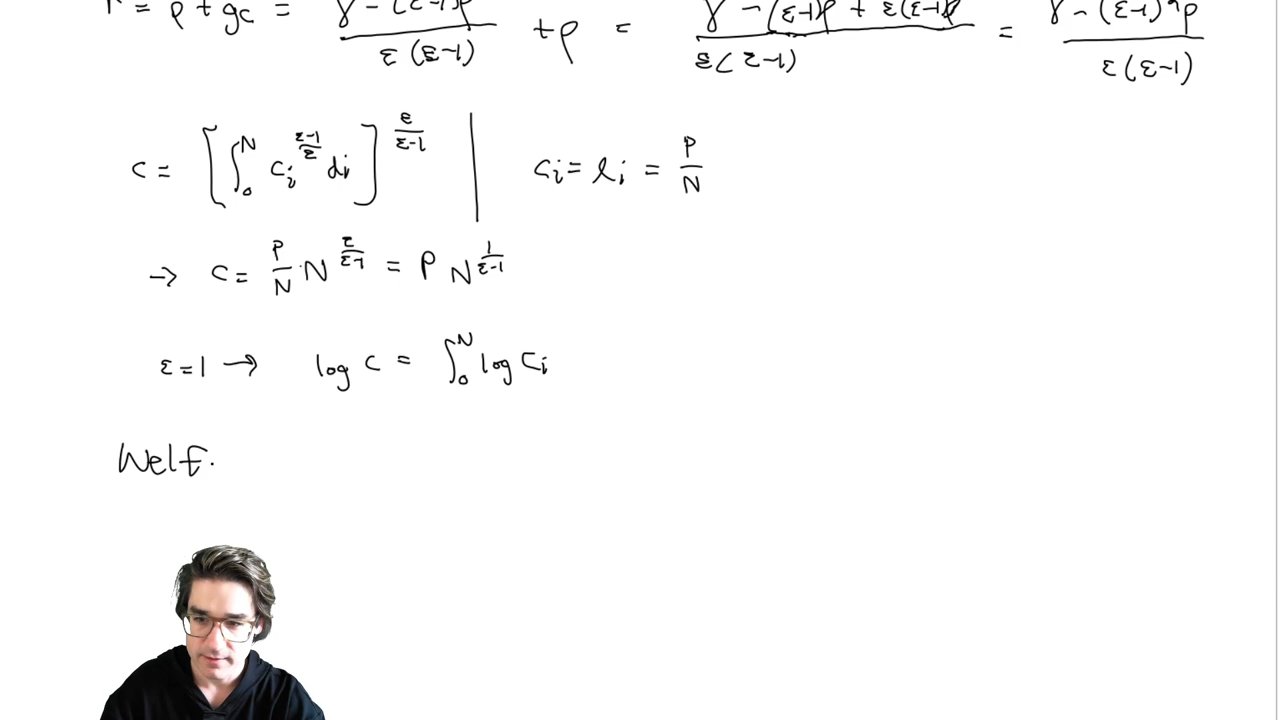 r = ρ + gc = γ - (ε-1)ρ / ε(ε-1) + ρ = γ - (ε-1)ρ + ε(ε-1)ρ / ε(ε-1) = γ - (ε-1)²ρ / ε(ε-1)
c = [∫₀ᴺ cᵢ^((ε-1)/ε) di]^(ε/(ε-1)) | cᵢ = lᵢ = P/N
→ c = P/N · N^(ε/(ε-1)) = P N^(1/(ε-1))
ε=1 → log c = ∫₀ᴺ log cᵢ
Welf.